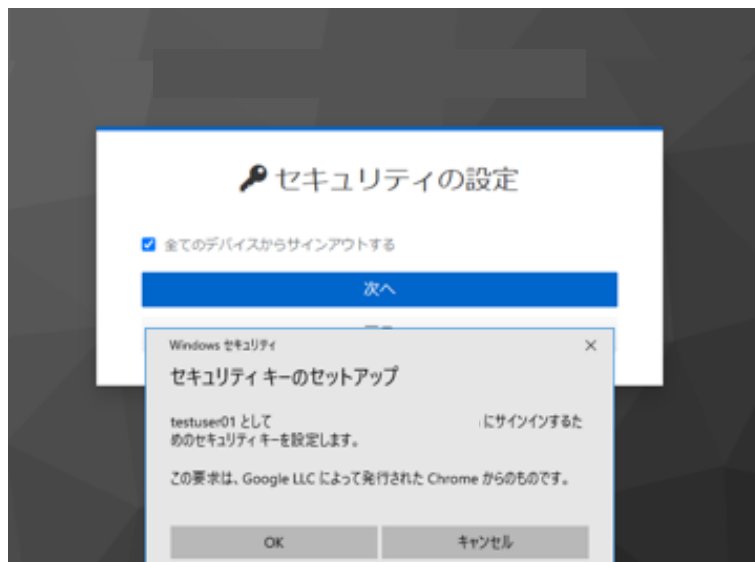 セキュリティの設定
全てのデバイスからサインアウトする
次へ
Windows セキュリティ
セキュリティ キーのセットアップ
testuser01 として にサインインするた
めのセキュリティ キーを設定します。
この要求は、Google LLC によって発行された Chrome からのものです。
OK
キャンセル